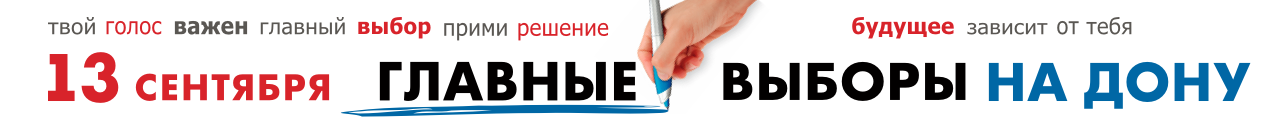 твой голос важен главный выбор прими решение будущее зависит от тебя
13 СЕНТЯБРЯ ГЛАВНЫЕ ВЫБОРЫ НА ДОНУ